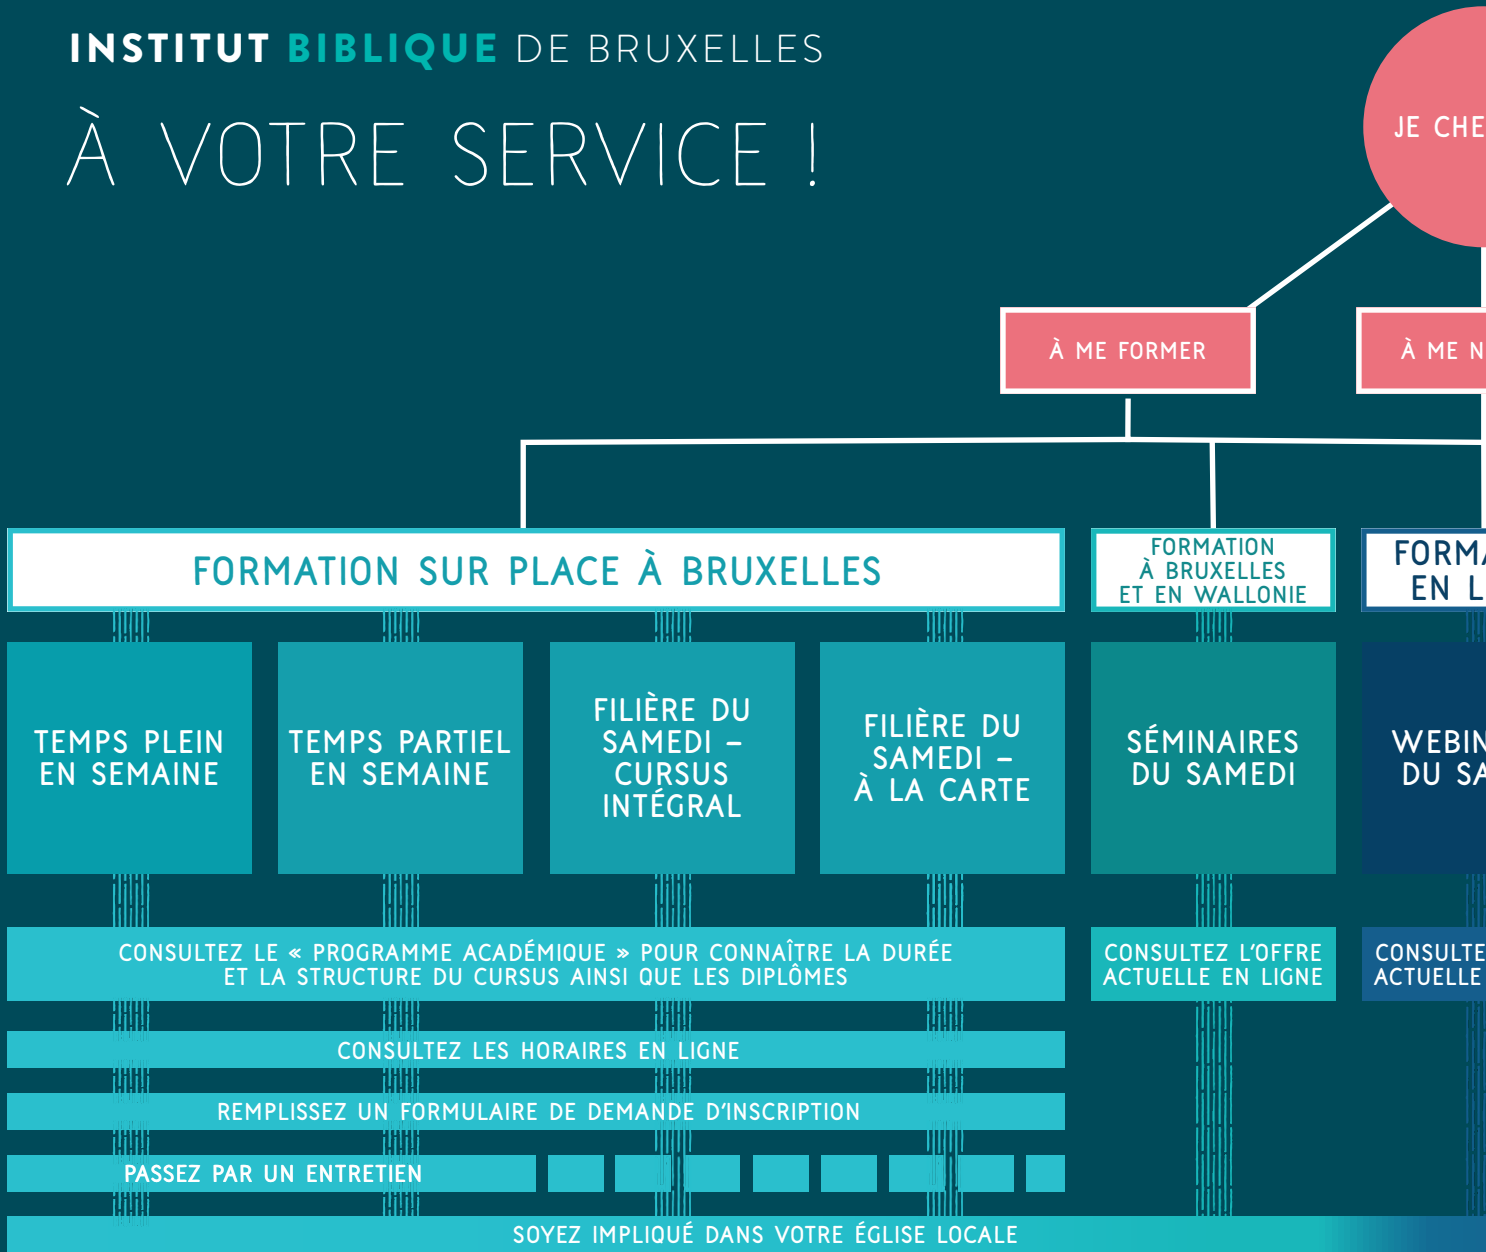 INSTITUT BIBLIQUE DE BRUXELLES
À VOTRE SERVICE !
JE CHE
À ME FORMER
À ME N
FORMATION SUR PLACE À BRUXELLES
FORMATION
À BRUXELLES
ET EN WALLONIE
FORMA
EN L
TEMPS PLEIN
EN SEMAINE
TEMPS PARTIEL
EN SEMAINE
FILIÈRE DU
SAMEDI –
CURSUS
INTÉGRAL
FILIÈRE DU
SAMEDI –
À LA CARTE
SÉMINAIRES
DU SAMEDI
WEBIN
DU SA
CONSULTEZ LE « PROGRAMME ACADÉMIQUE » POUR CONNAÎTRE LA DURÉE
ET LA STRUCTURE DU CURSUS AINSI QUE LES DIPLÔMES
CONSULTEZ L'OFFRE
ACTUELLE EN LIGNE
CONSULTE
ACTUELLE
CONSULTEZ LES HORAIRES EN LIGNE
REMPLISSEZ UN FORMULAIRE DE DEMANDE D'INSCRIPTION
PASSEZ PAR UN ENTRETIEN
SOYEZ IMPLIQUÉ DANS VOTRE ÉGLISE LOCALE